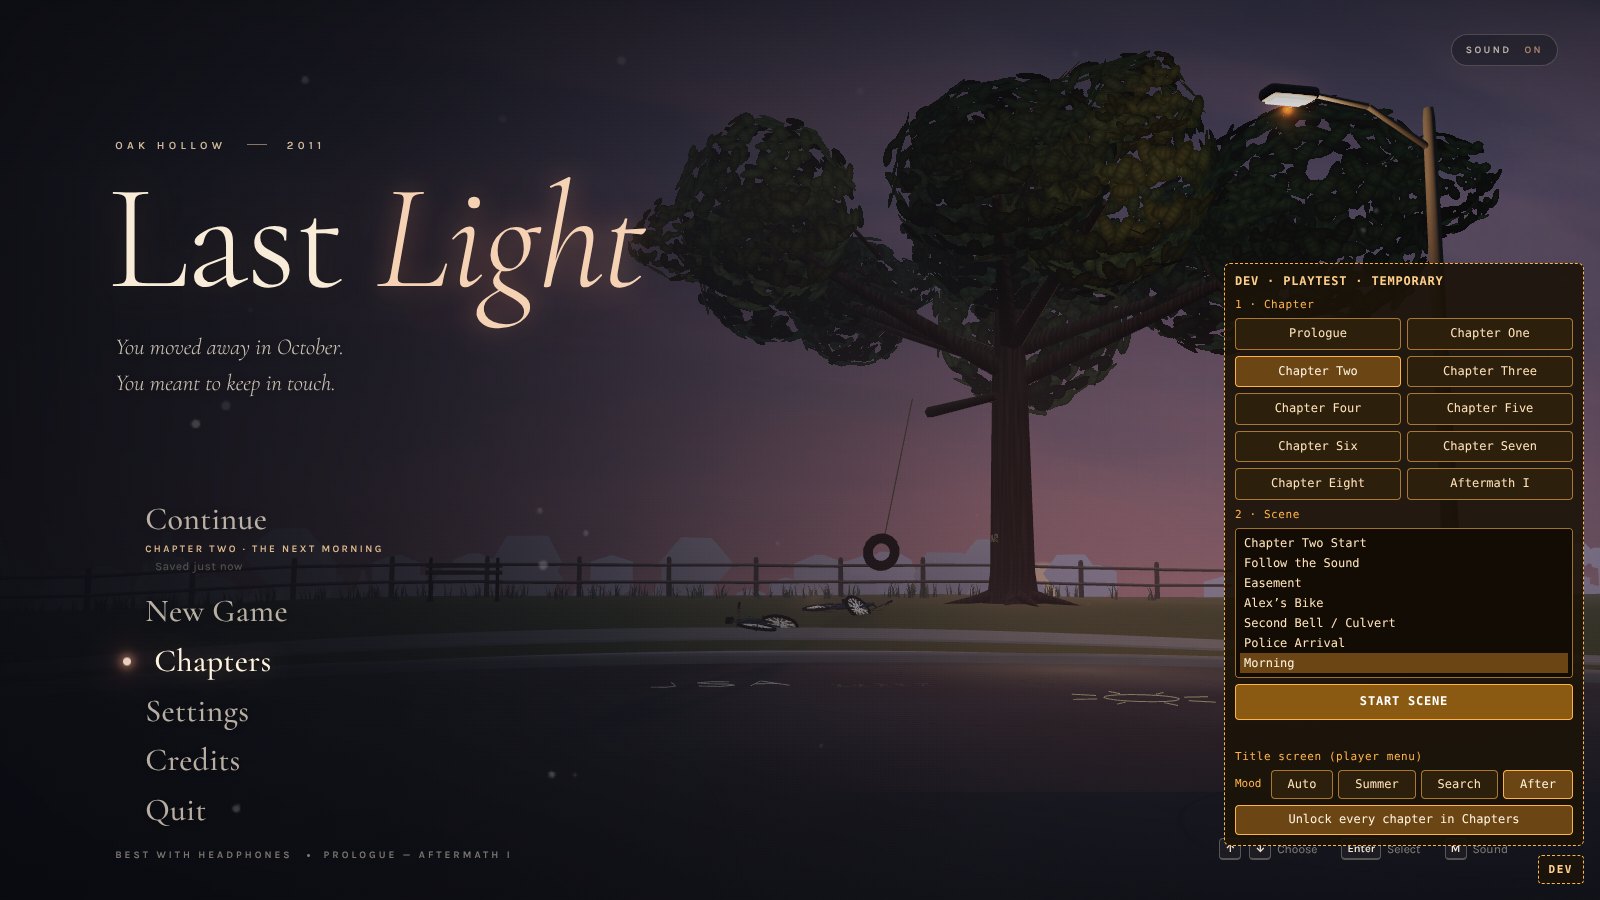 SOUND ON
OAK HOLLOW — 2011
Last Light
You moved away in October.
You meant to keep in touch.
Continue
CHAPTER TWO · THE NEXT MORNING
Saved just now
New Game
Chapters
Settings
Credits
Quit
BEST WITH HEADPHONES • PROLOGUE — AFTERMATH I
J S A
DEV · PLAYTEST · TEMPORARY
1 · Chapter
Prologue
Chapter One
Chapter Two
Chapter Three
Chapter Four
Chapter Five
Chapter Six
Chapter Seven
Chapter Eight
Aftermath I
2 · Scene
Chapter Two Start
Follow the Sound
Easement
Alex’s Bike
Second Bell / Culvert
Police Arrival
Morning
START SCENE
Title screen (player menu)
Mood Auto Summer Search After
Unlock every chapter in Chapters
↑ ↓ Choose Enter Select M Sound
DEV